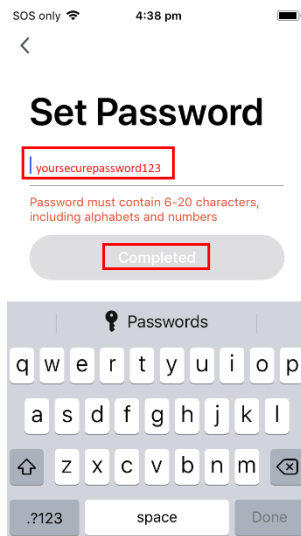 SOS only 4:38 pm
Set Password
yoursecurepassword123
Password must contain 6-20 characters,
including alphabets and numbers
Completed
Passwords
q w e r t y u i o p
a s d f g h j k l
z x c v b n m
.?123 space Done